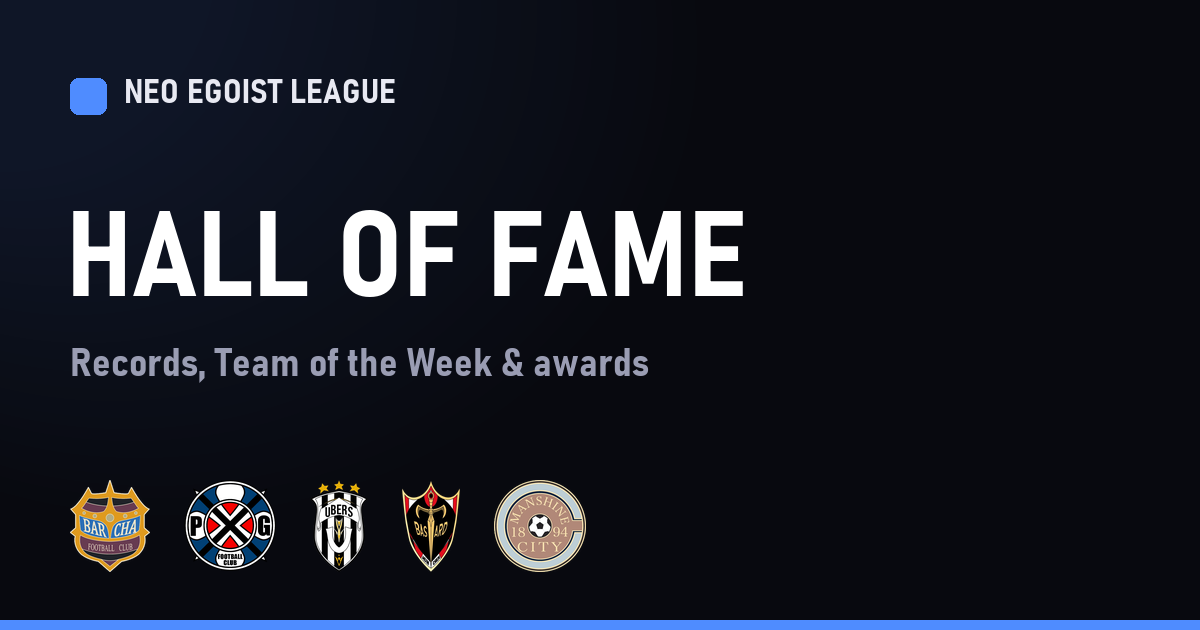 NEO EGOIST LEAGUE
HALL OF FAME
Records, Team of the Week & awards
BAR CHA
FOOTBALL CLUB
P X G
FOOTBALL
CLUB
UBERS
BASTARD
MANSHINE
18 94
CITY